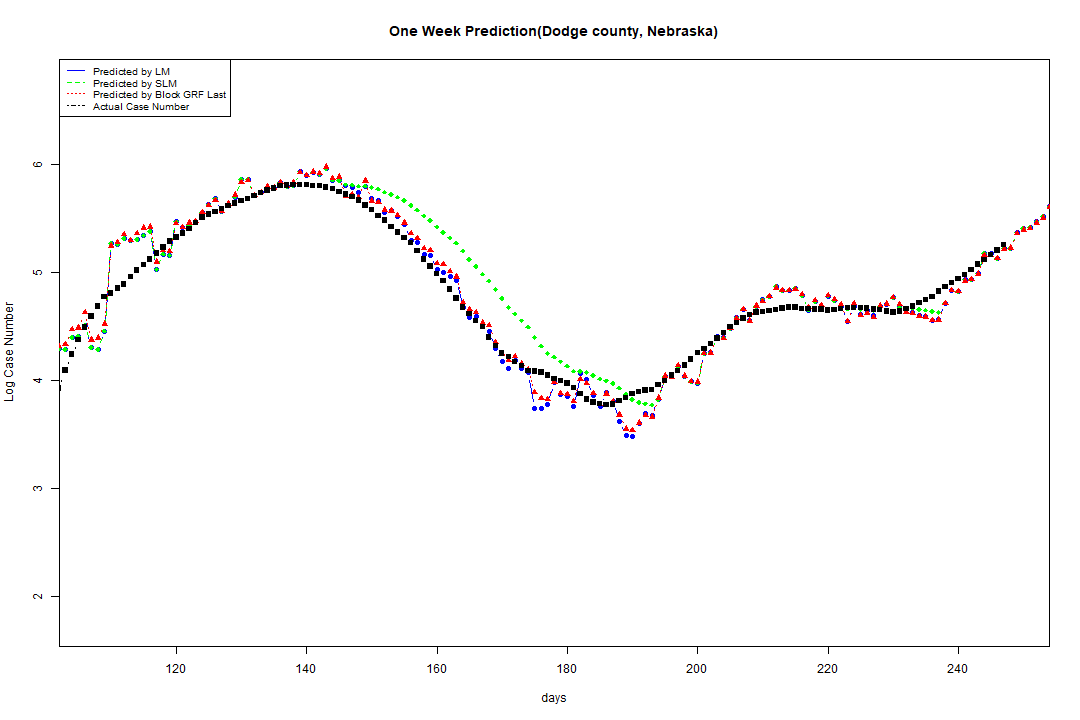 One Week Prediction(Dodge county, Nebraska)
Predicted by LM
Predicted by SLM
Predicted by Block GRF Last
Actual Case Number
6
5
4
3
2
Log Case Number
120 140 160 180 200 220 240
days